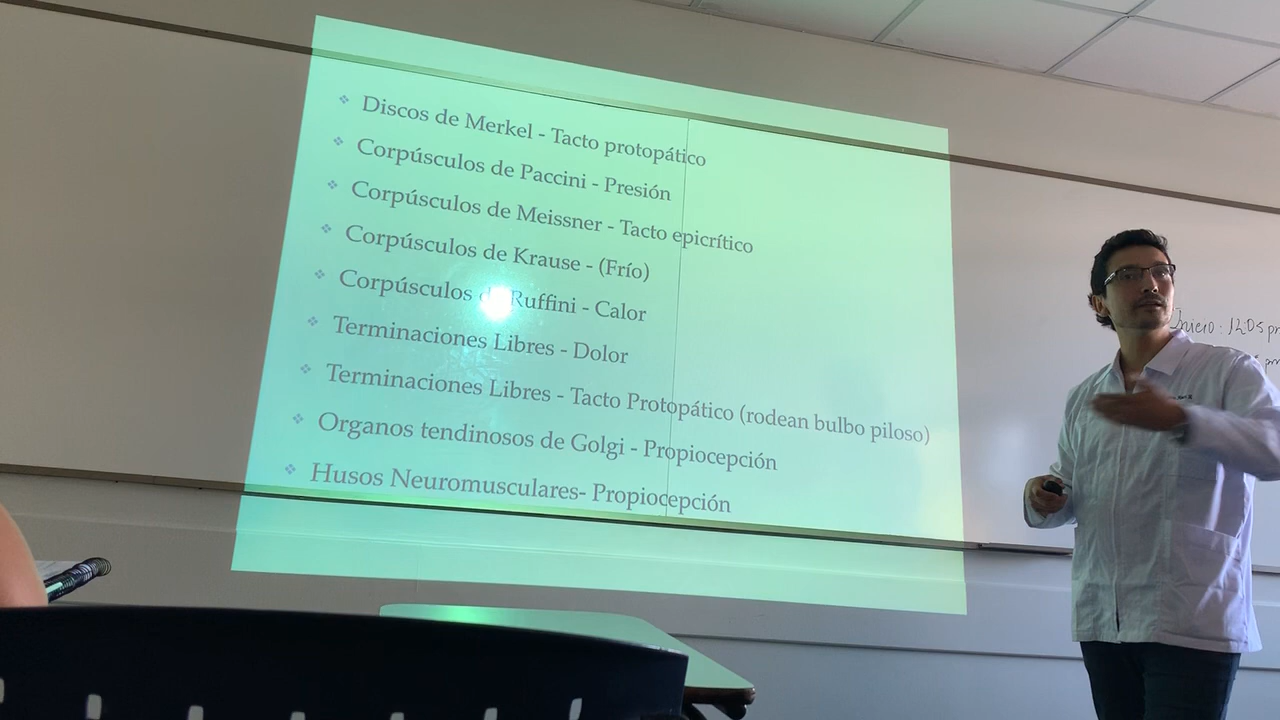 Discos de Merkel - Tacto protopático
Corpúsculos de Paccini - Presión
Corpúsculos de Meissner - Tacto epicrítico
Corpúsculos de Krause - (Frío)
Corpúsculos de Ruffini - Calor
Terminaciones Libres - Dolor
Terminaciones Libres - Tacto Protopático (rodean bulbo piloso)
Organos tendinosos de Golgi - Propiocepción
Husos Neuromusculares- Propiocepción